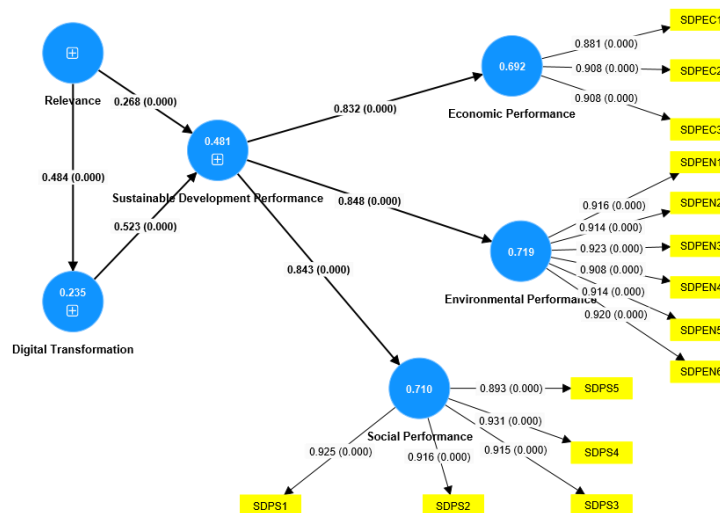 Relevance
0.268 (0.000)
0.484 (0.000)
0.481
Sustainable Development Performance
0.523 (0.000)
0.235
Digital Transformation
0.832 (0.000)
0.848 (0.000)
0.843 (0.000)
0.692
Economic Performance
0.881 (0.000)
0.908 (0.000)
0.908 (0.000)
SDPEC1
SDPEC2
SDPEC3
0.719
Environmental Performance
0.916 (0.000)
0.914 (0.000)
0.923 (0.000)
0.908 (0.000)
0.914 (0.000)
0.920 (0.000)
SDPEN1
SDPEN2
SDPEN3
SDPEN4
SDPEN5
SDPEN6
0.710
Social Performance
0.893 (0.000)
0.931 (0.000)
0.915 (0.000)
0.916 (0.000)
0.925 (0.000)
SDPS5
SDPS4
SDPS3
SDPS2
SDPS1